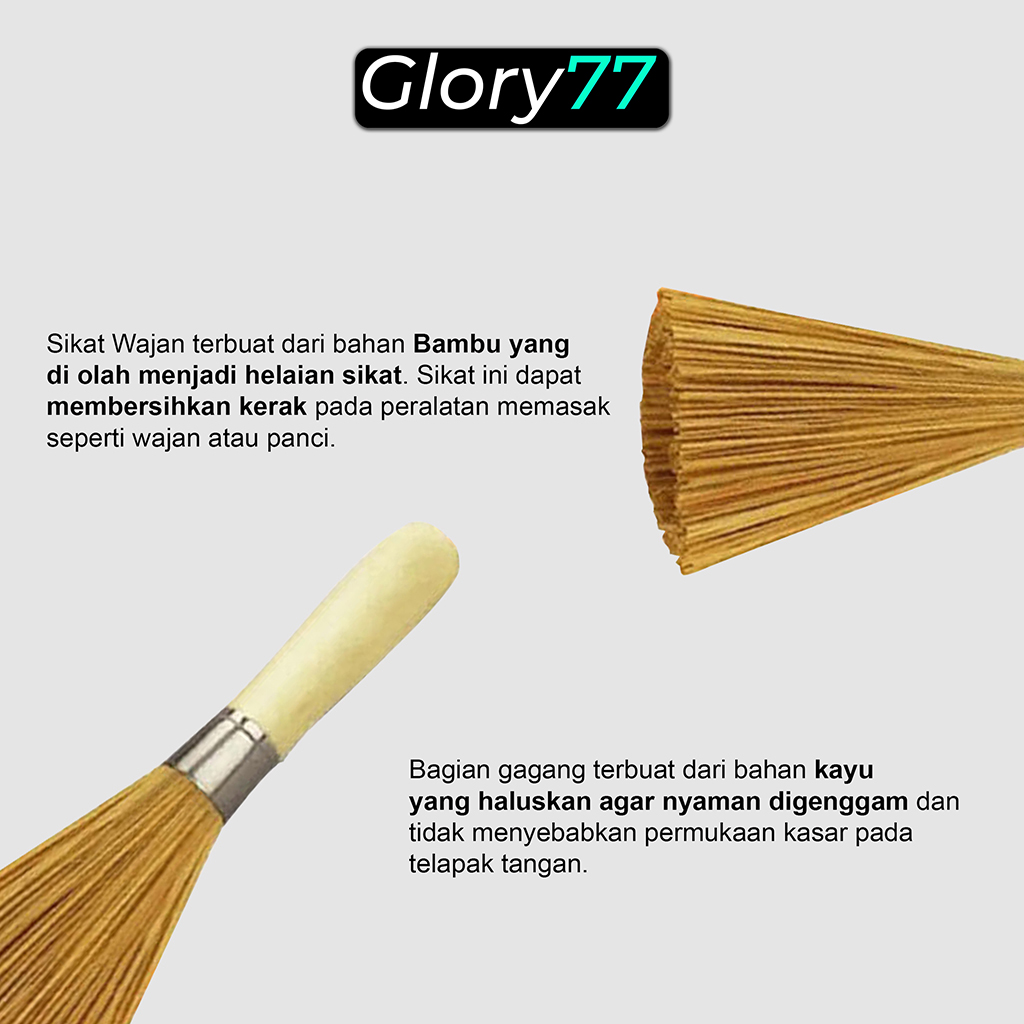 Glory77
Sikat Wajan terbuat dari bahan Bambu yang
di olah menjadi helaian sikat. Sikat ini dapat
membersihkan kerak pada peralatan memasak
seperti wajan atau panci.
Bagian gagang terbuat dari bahan kayu
yang haluskan agar nyaman digenggam dan
tidak menyebabkan permukaan kasar pada
telapak tangan.